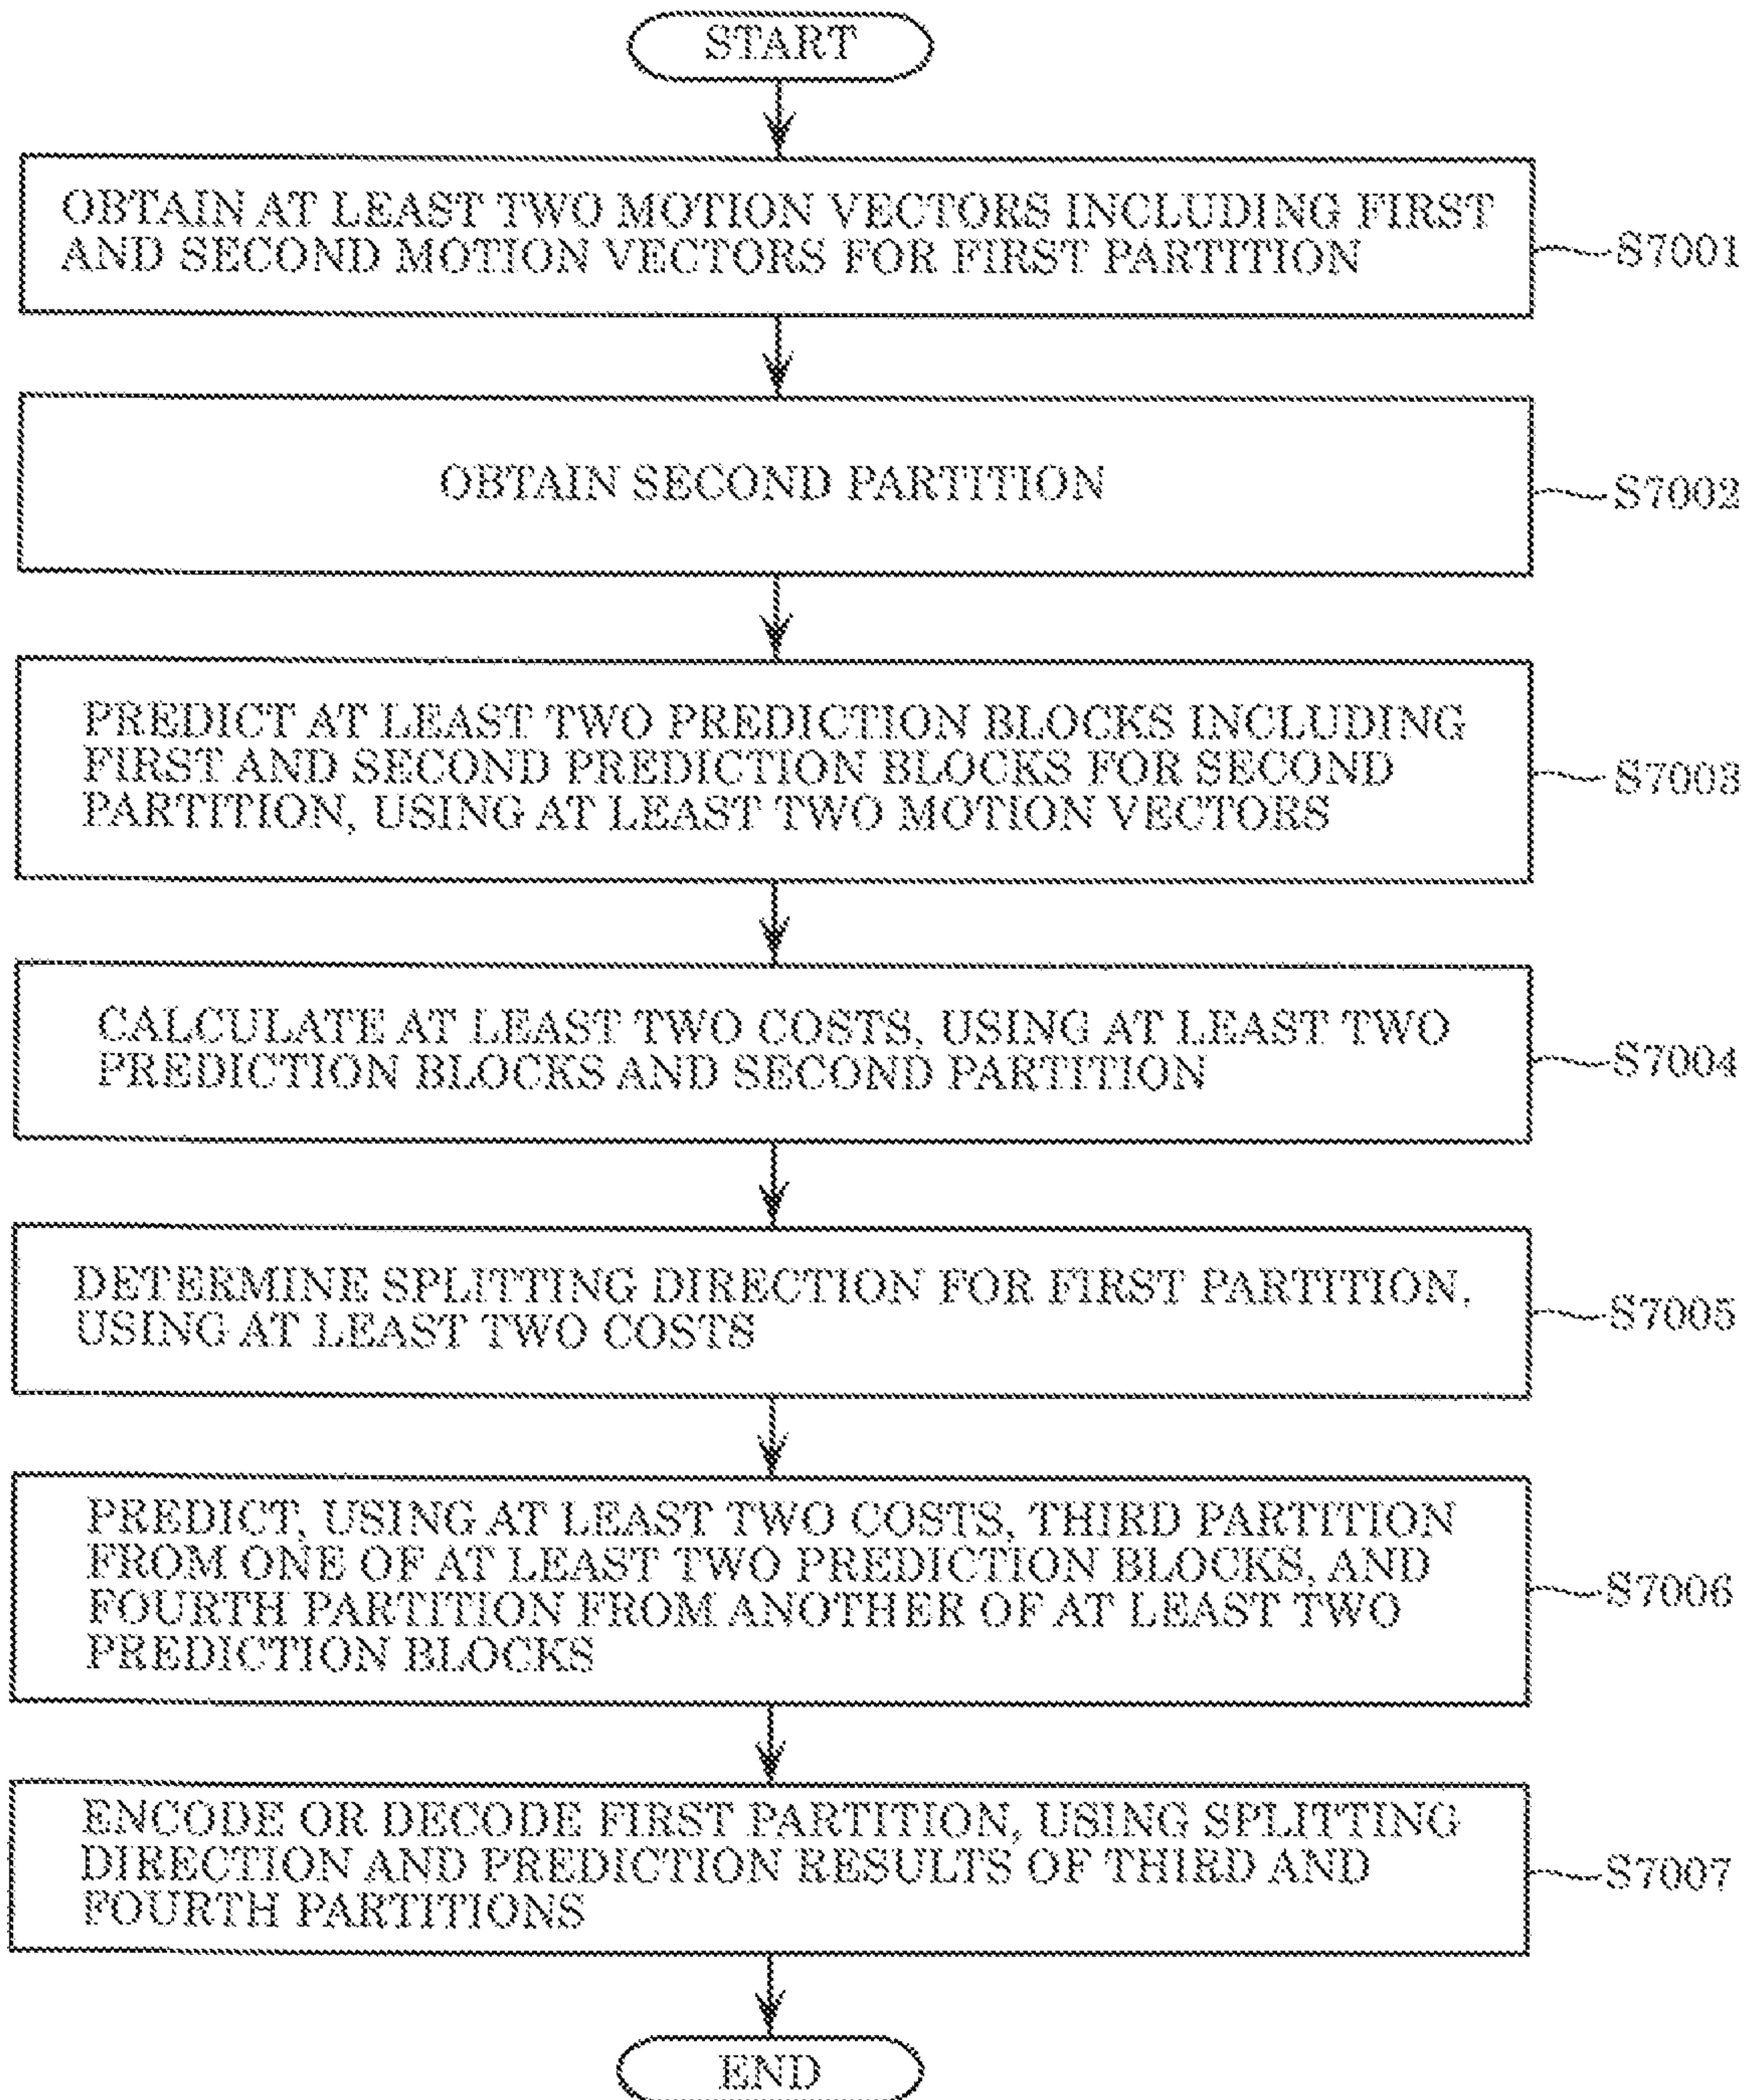 START
OBTAIN AT LEAST TWO MOTION VECTORS INCLUDING FIRST
AND SECOND MOTION VECTORS FOR FIRST PARTITION
S7001
OBTAIN SECOND PARTITION
S7002
PREDICT AT LEAST TWO PREDICTION BLOCKS INCLUDING
FIRST AND SECOND PREDICTION BLOCKS FOR SECOND
PARTITION, USING AT LEAST TWO MOTION VECTORS
S7003
CALCULATE AT LEAST TWO COSTS, USING AT LEAST TWO
PREDICTION BLOCKS AND SECOND PARTITION
S7004
DETERMINE SPLITTING DIRECTION FOR FIRST PARTITION,
USING AT LEAST TWO COSTS
S7005
PREDICT, USING AT LEAST TWO COSTS, THIRD PARTITION
FROM ONE OF AT LEAST TWO PREDICTION BLOCKS, AND
FOURTH PARTITION FROM ANOTHER OF AT LEAST TWO
PREDICTION BLOCKS
S7006
ENCODE OR DECODE FIRST PARTITION, USING SPLITTING
DIRECTION AND PREDICTION RESULTS OF THIRD AND
FOURTH PARTITIONS
S7007
END